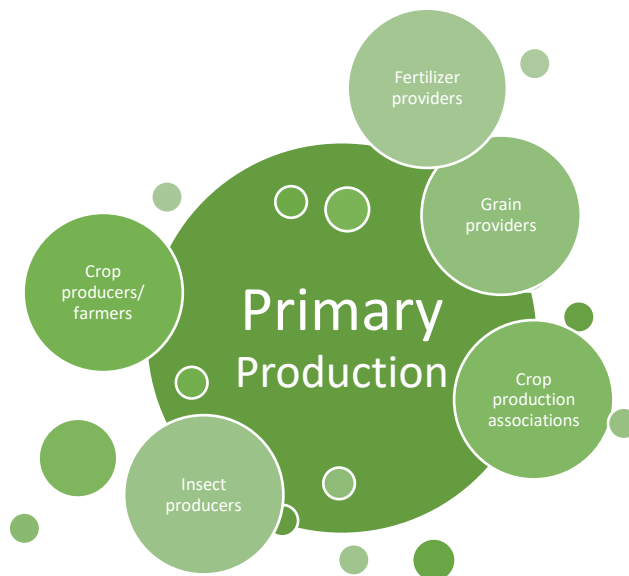 Fertilizer
providers
Grain
providers
Crop
producers/
farmers
Primary
Production
Crop
production
associations
Insect
producers